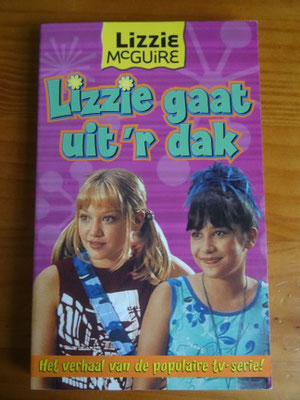 Lizzie
McGUiRE
Lizzie gaat
uit 'r dak
Het verhaal van de populaire tv-serie!